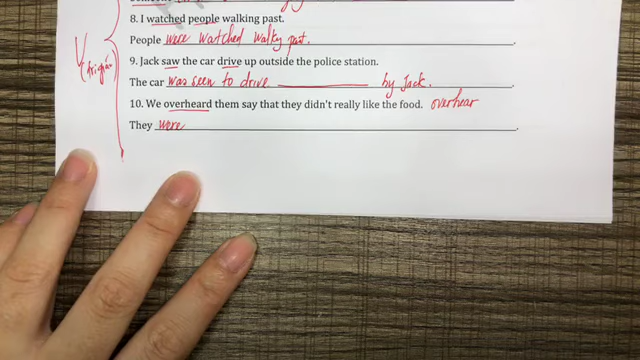 8. I watched people walking past.
People were watched walking past.
9. Jack saw the car drive up outside the police station.
The car was seen to drive ________ by Jack.
10. We overheard them say that they didn't really like the food. overhear
They were